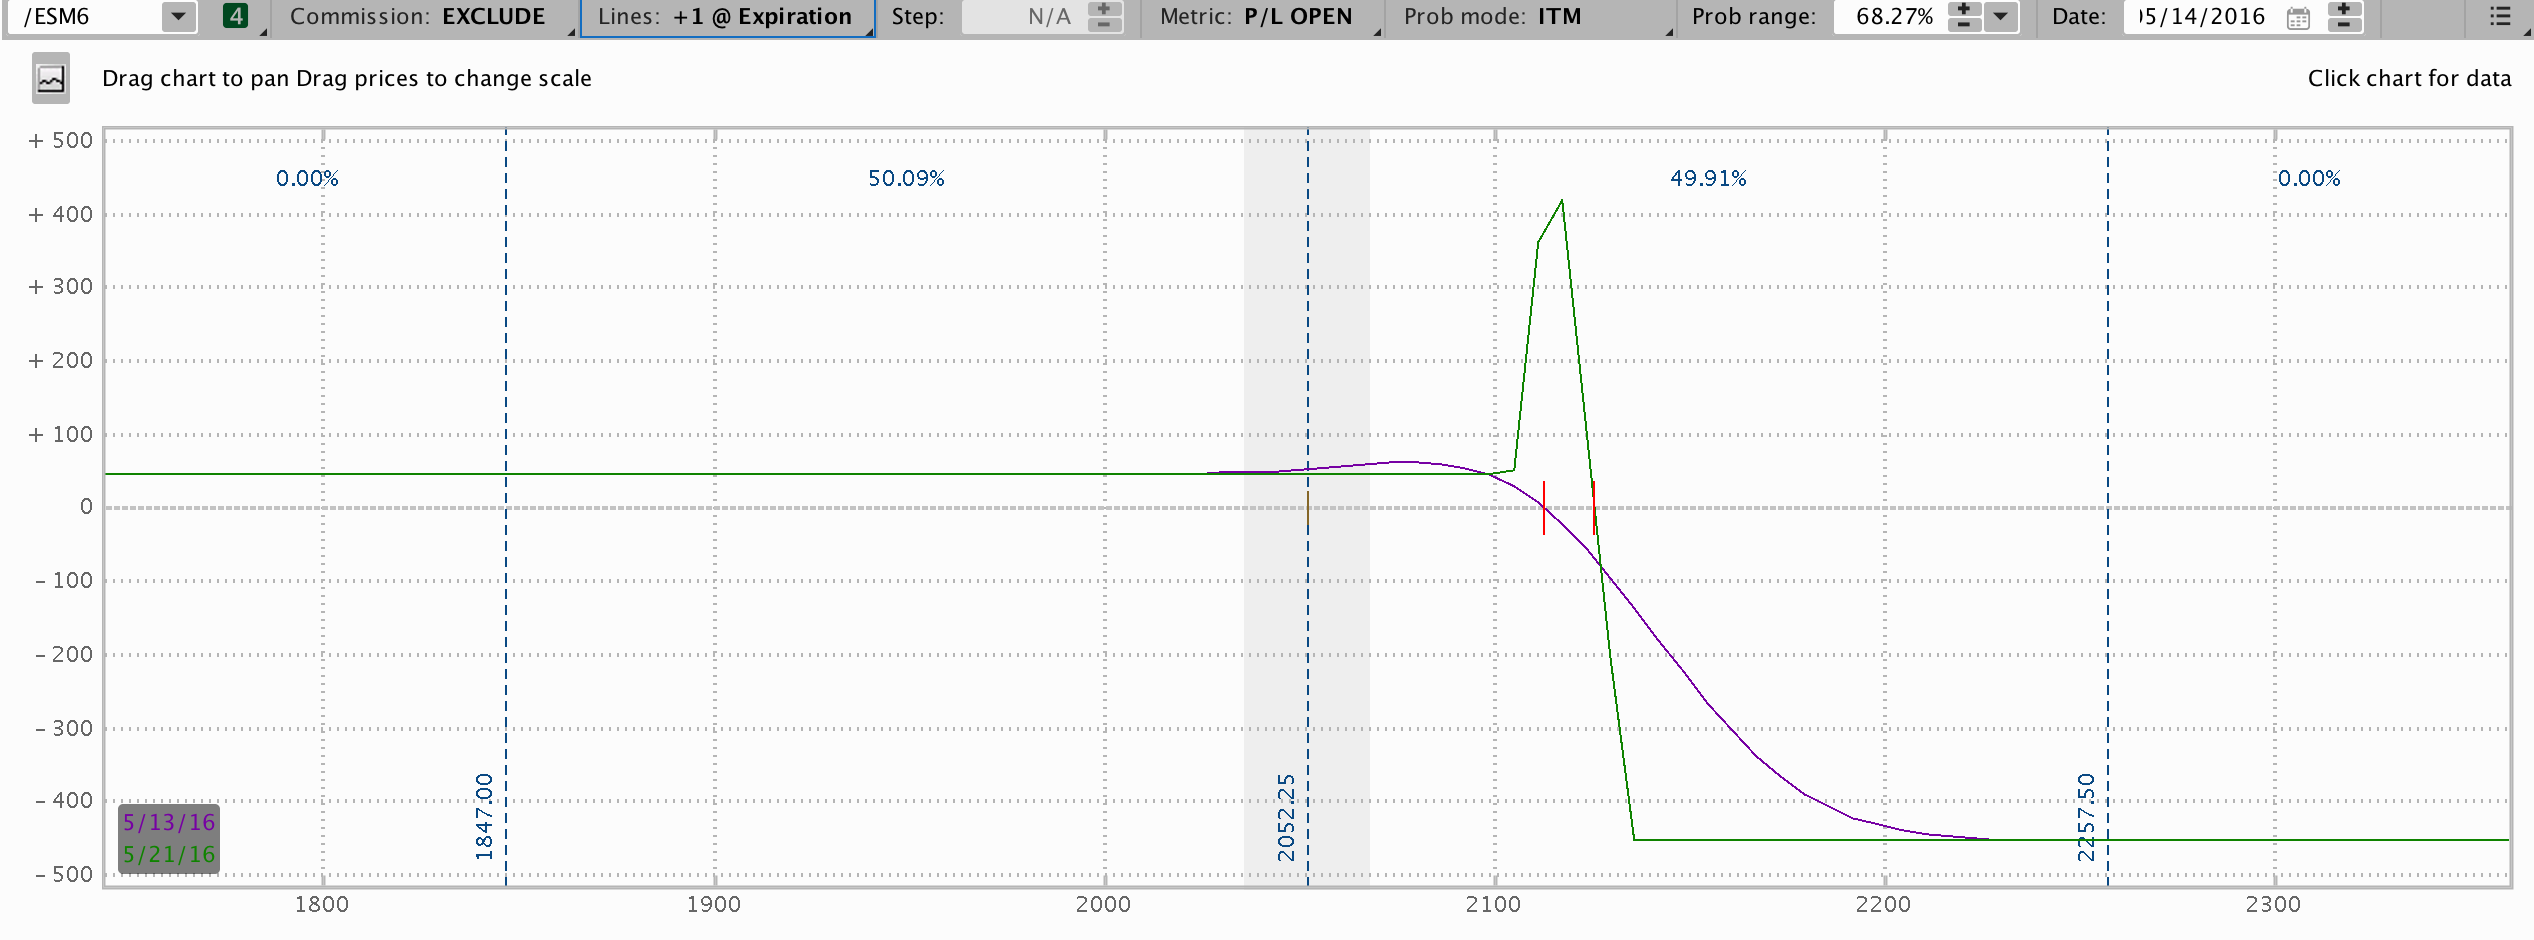 /ESM6 4 Commission: EXCLUDE Lines: +1 @ Expiration Step: N/A Metric: P/L OPEN Prob mode: ITM Prob range: 68.27% Date: 05/14/2016
Drag chart to pan Drag prices to change scale Click chart for data
+ 500
0.00% 50.09% 49.91% 0.00%
+ 400
+ 300
+ 200
+ 100
0
- 100
- 200
- 300
- 400
1847.00 2052.25 2257.50
5/13/16
5/21/16
- 500
1800 1900 2000 2100 2200 2300